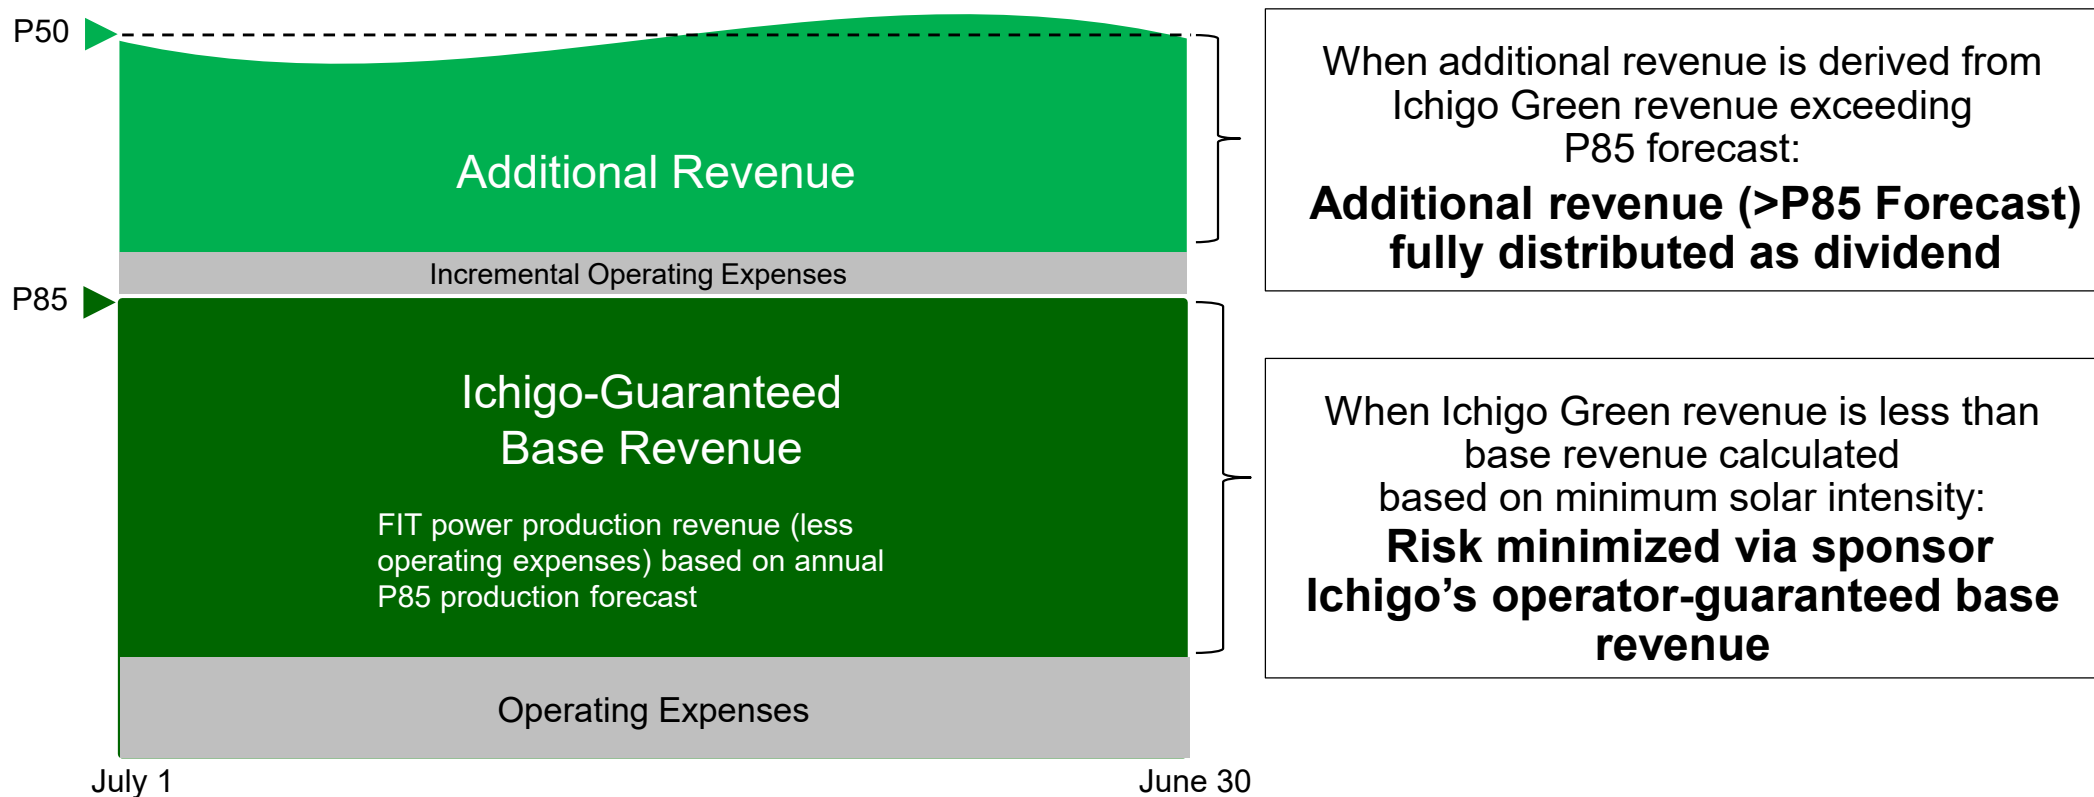 P50
Additional Revenue
Incremental Operating Expenses
P85
Ichigo-Guaranteed
Base Revenue
FIT power production revenue (less
operating expenses) based on annual
P85 production forecast
Operating Expenses
July 1
June 30
When additional revenue is derived from
Ichigo Green revenue exceeding
P85 forecast:
Additional revenue (>P85 Forecast)
fully distributed as dividend
When Ichigo Green revenue is less than
base revenue calculated
based on minimum solar intensity:
Risk minimized via sponsor
Ichigo’s operator-guaranteed base
revenue